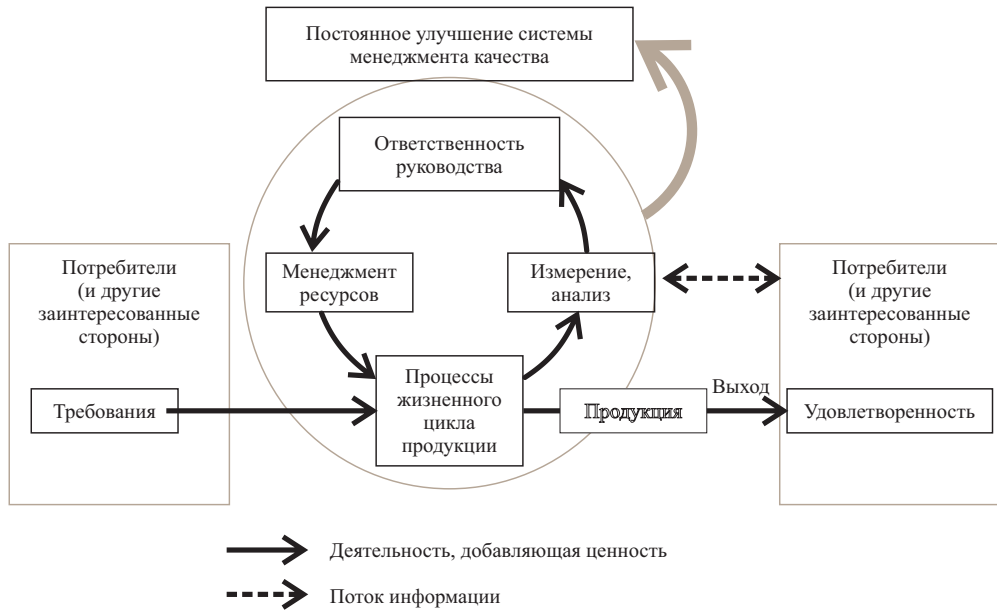 Постоянное улучшение системы
менеджмента качества
Ответственность
руководства
Потребители
(и другие
заинтересованные
стороны)
Менеджмент
ресурсов
Измерение,
анализ
Потребители
(и другие
заинтересованные
стороны)
Требования
Процессы
жизненного
цикла
продукции
Продукция
Выход
Удовлетворенность
Деятельность, добавляющая ценность
Поток информации